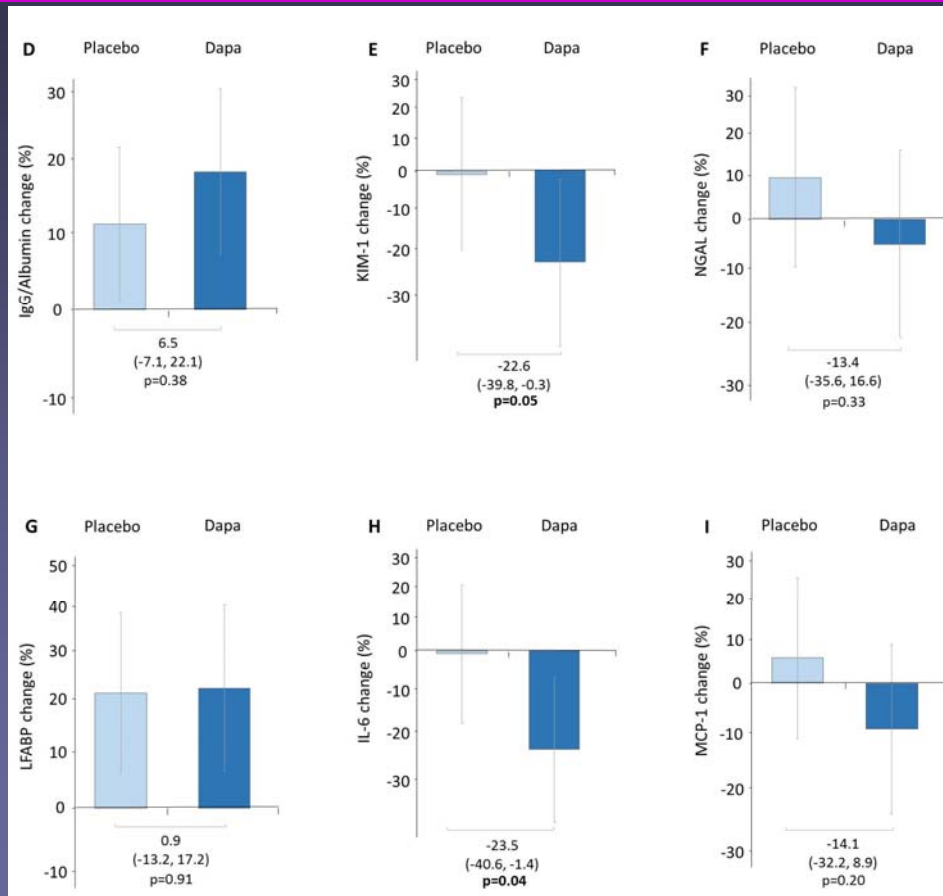 D Placebo Dapa
IgG/Albumin change (%)
30
20
10
0
-10
6.5
(-7.1, 22.1)
p=0.38
E Placebo Dapa
KIM-1 change (%)
30
20
10
0
-10
-20
-30
-22.6
(-39.8, -0.3)
p=0.05
F Placebo Dapa
NGAL change (%)
30
20
10
0
-10
-20
-30
-13.4
(-35.6, 16.6)
p=0.33
G Placebo Dapa
LFABP change (%)
50
40
30
20
10
0
-10
0.9
(-13.2, 17.2)
p=0.91
H Placebo Dapa
IL-6 change (%)
30
20
10
0
-10
-20
-30
-23.5
(-40.6, -1.4)
p=0.04
I Placebo Dapa
MCP-1 change (%)
30
20
10
0
-10
-20
-30
-14.1
(-32.2, 8.9)
p=0.20